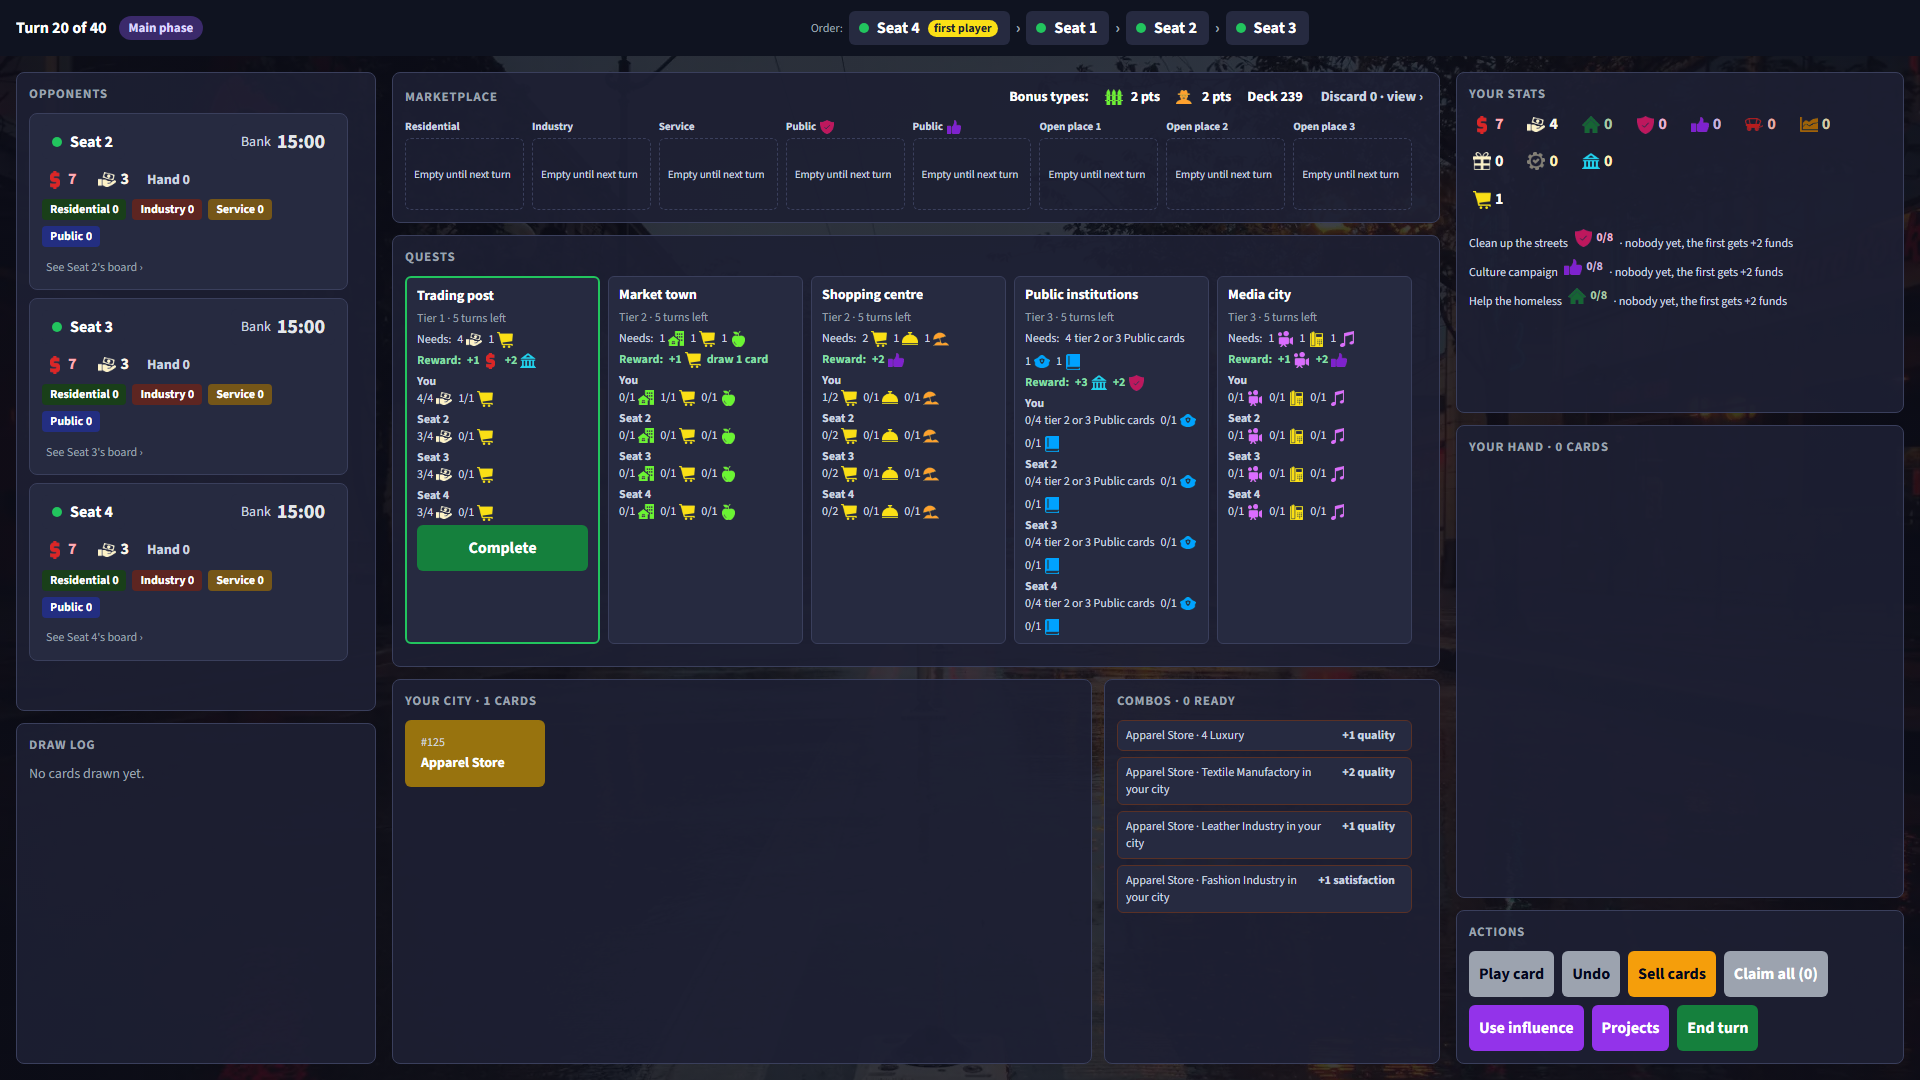 Turn 20 of 40 Main phase
Order: Seat 4 first player › Seat 1 › Seat 2 › Seat 3
OPPONENTS
Seat 2 Bank 15:00
7 3 Hand 0
Residential 0 Industry 0 Service 0
Public 0
See Seat 2's board ›
Seat 3 Bank 15:00
7 3 Hand 0
Residential 0 Industry 0 Service 0
Public 0
See Seat 3's board ›
Seat 4 Bank 15:00
7 3 Hand 0
Residential 0 Industry 0 Service 0
Public 0
See Seat 4's board ›
DRAW LOG
No cards drawn yet.
MARKETPLACE
Bonus types: 2 pts 2 pts Deck 239 Discard 0 · view ›
Residential Industry Service Public Public Open place 1 Open place 2 Open place 3
Empty until next turn Empty until next turn Empty until next turn Empty until next turn Empty until next turn Empty until next turn Empty until next turn Empty until next turn
QUESTS
Trading post
Tier 1 · 5 turns left
Needs: 4 1
Reward: +1 +2
You
4/4 1/1
Seat 2
3/4 0/1
Seat 3
3/4 0/1
Seat 4
3/4 0/1
Complete
Market town
Tier 2 · 5 turns left
Needs: 1 1 1
Reward: +1 draw 1 card
You
0/1 1/1 0/1
Seat 2
0/1 0/1 0/1
Seat 3
0/1 0/1 0/1
Seat 4
0/1 0/1 0/1
Shopping centre
Tier 2 · 5 turns left
Needs: 2 1 1
Reward: +2
You
1/2 0/1 0/1
Seat 2
0/2 0/1 0/1
Seat 3
0/2 0/1 0/1
Seat 4
0/2 0/1 0/1
Public institutions
Tier 3 · 5 turns left
Needs: 4 tier 2 or 3 Public cards
1 1
Reward: +3 +2
You
0/4 tier 2 or 3 Public cards 0/1
0/1
Seat 2
0/4 tier 2 or 3 Public cards 0/1
0/1
Seat 3
0/4 tier 2 or 3 Public cards 0/1
0/1
Seat 4
0/4 tier 2 or 3 Public cards 0/1
0/1
Media city
Tier 3 · 5 turns left
Needs: 1 1 1
Reward: +1 +2
You
0/1 0/1 0/1
Seat 2
0/1 0/1 0/1
Seat 3
0/1 0/1 0/1
Seat 4
0/1 0/1 0/1
YOUR CITY · 1 CARDS
#125
Apparel Store
COMBOS · 0 READY
Apparel Store · 4 Luxury +1 quality
Apparel Store · Textile Manufactory in +2 quality
your city
Apparel Store · Leather Industry in your +1 quality
city
Apparel Store · Fashion Industry in +1 satisfaction
your city
YOUR STATS
7 4 0 0 0 0 0
0 0 0
1
Clean up the streets 0/8 · nobody yet, the first gets +2 funds
Culture campaign 0/8 · nobody yet, the first gets +2 funds
Help the homeless 0/8 · nobody yet, the first gets +2 funds
YOUR HAND · 0 CARDS
ACTIONS
Play card Undo Sell cards Claim all (0)
Use influence Projects End turn